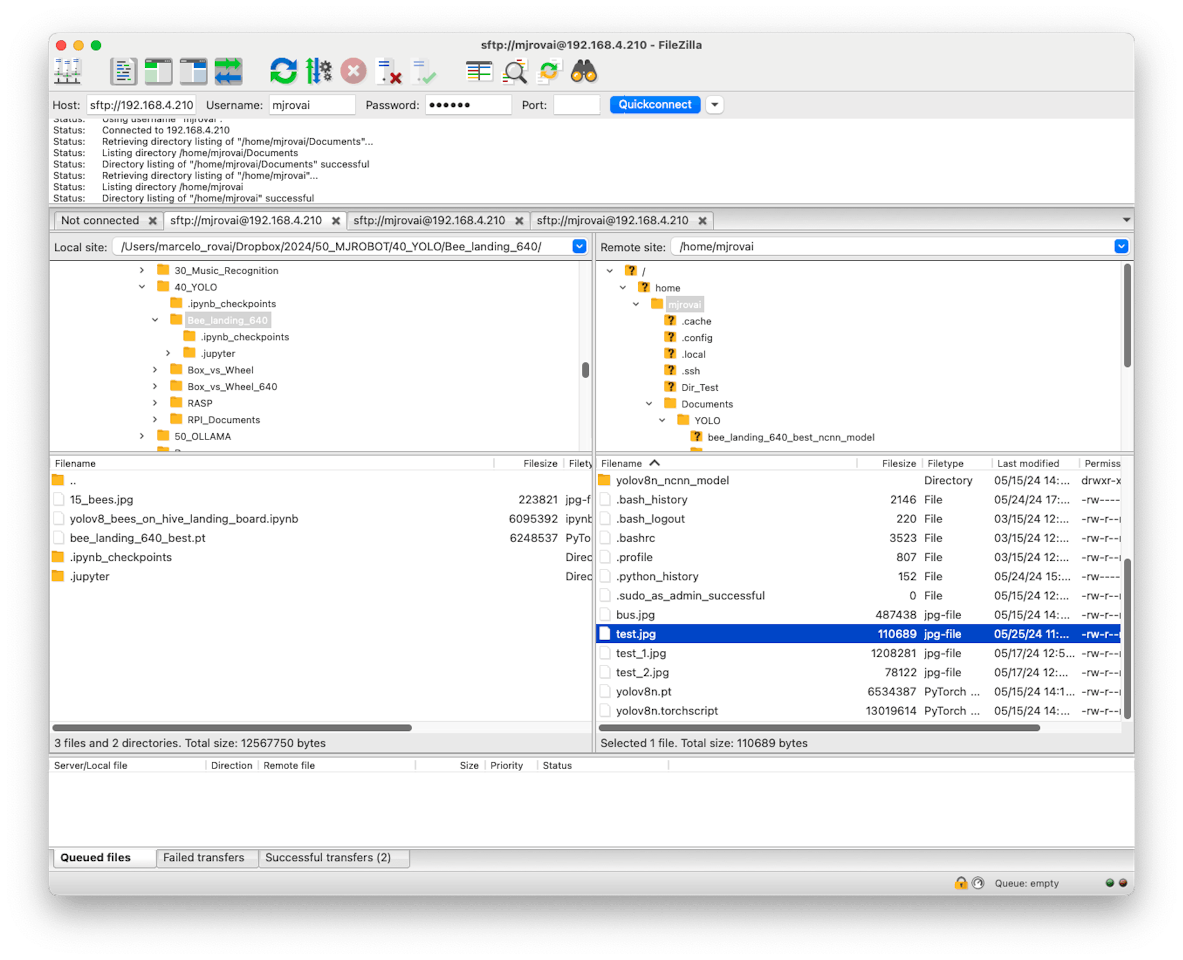 sftp://mjrovai@192.168.4.210 - FileZilla
Host: sftp://192.168.4.210 Username: mjrovai Password: •••••• Port: Quickconnect
Status: Using username "mjrovai".
Status: Connected to 192.168.4.210
Status: Retrieving directory listing of "/home/mjrovai/Documents"...
Status: Listing directory /home/mjrovai/Documents
Status: Directory listing of "/home/mjrovai/Documents" successful
Status: Retrieving directory listing of "/home/mjrovai"...
Status: Listing directory /home/mjrovai
Status: Directory listing of "/home/mjrovai" successful
Not connected sftp://mjrovai@192.168.4.210 sftp://mjrovai@192.168.4.210 sftp://mjrovai@192.168.4.210
Local site: /Users/marcelo_rovai/Dropbox/2024/50_MJROBOT/40_YOLO/Bee_landing_640/
30_Music_Recognition
40_YOLO
.ipynb_checkpoints
Bee_landing_640
.ipynb_checkpoints
.jupyter
Box_vs_Wheel
Box_vs_Wheel_640
RASP
RPI_Documents
50_OLLAMA
Filename Filesize Filety
..
15_bees.jpg 223821 jpg-f
yolov8_bees_on_hive_landing_board.ipynb 6095392 ipynb
bee_landing_640_best.pt 6248537 PyTo
.ipynb_checkpoints Direc
.jupyter Direc
3 files and 2 directories. Total size: 12567750 bytes
Remote site: /home/mjrovai
/
home
mjrovai
.cache
.config
.local
.ssh
Dir_Test
Documents
YOLO
bee_landing_640_best_ncnn_model
Filename Filesize Filetype Last modified Permiss
yolov8n_ncnn_model Directory 05/15/24 14:... drwxr-x
.bash_history 2146 File 05/24/24 17:... -rw----
.bash_logout 220 File 03/15/24 12:... -rw-r--r
.bashrc 3523 File 03/15/24 12:... -rw-r--r
.profile 807 File 03/15/24 12:... -rw-r--r
.python_history 152 File 05/24/24 15:... -rw----
.sudo_as_admin_successful 0 File 05/15/24 12:... -rw-r--r
bus.jpg 487438 jpg-file 05/15/24 14:... -rw-r--r
test.jpg 110689 jpg-file 05/25/24 11:... -rw-r--r
test_1.jpg 1208281 jpg-file 05/17/24 12:5... -rw-r--r
test_2.jpg 78122 jpg-file 05/17/24 12:... -rw-r--r
yolov8n.pt 6534387 PyTorch ... 05/15/24 14:1... -rw-r--r
yolov8n.torchscript 13019614 PyTorch ... 05/15/24 14:... -rw-r--r
Selected 1 file. Total size: 110689 bytes
Server/Local file Direction Remote file Size Priority Status
Queued files Failed transfers Successful transfers (2)
Queue: empty